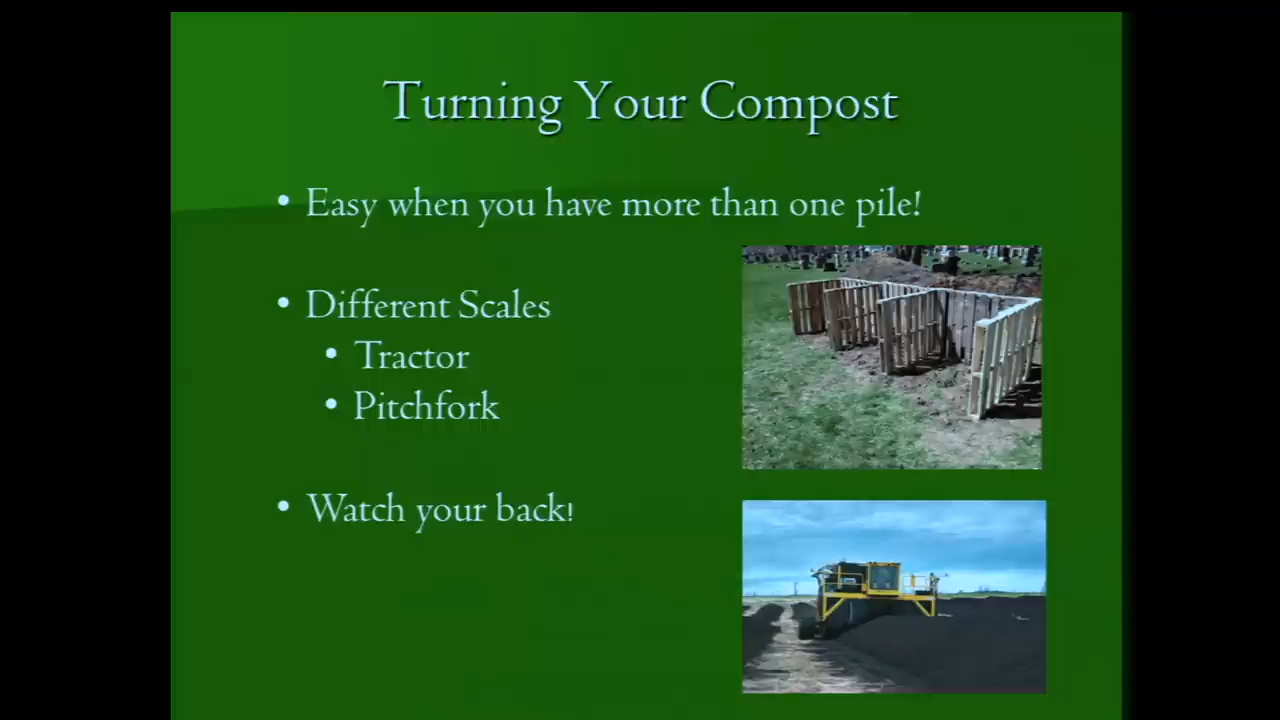 Turning Your Compost
• Easy when you have more than one pile!
• Different Scales
• Tractor
• Pitchfork
• Watch your back!